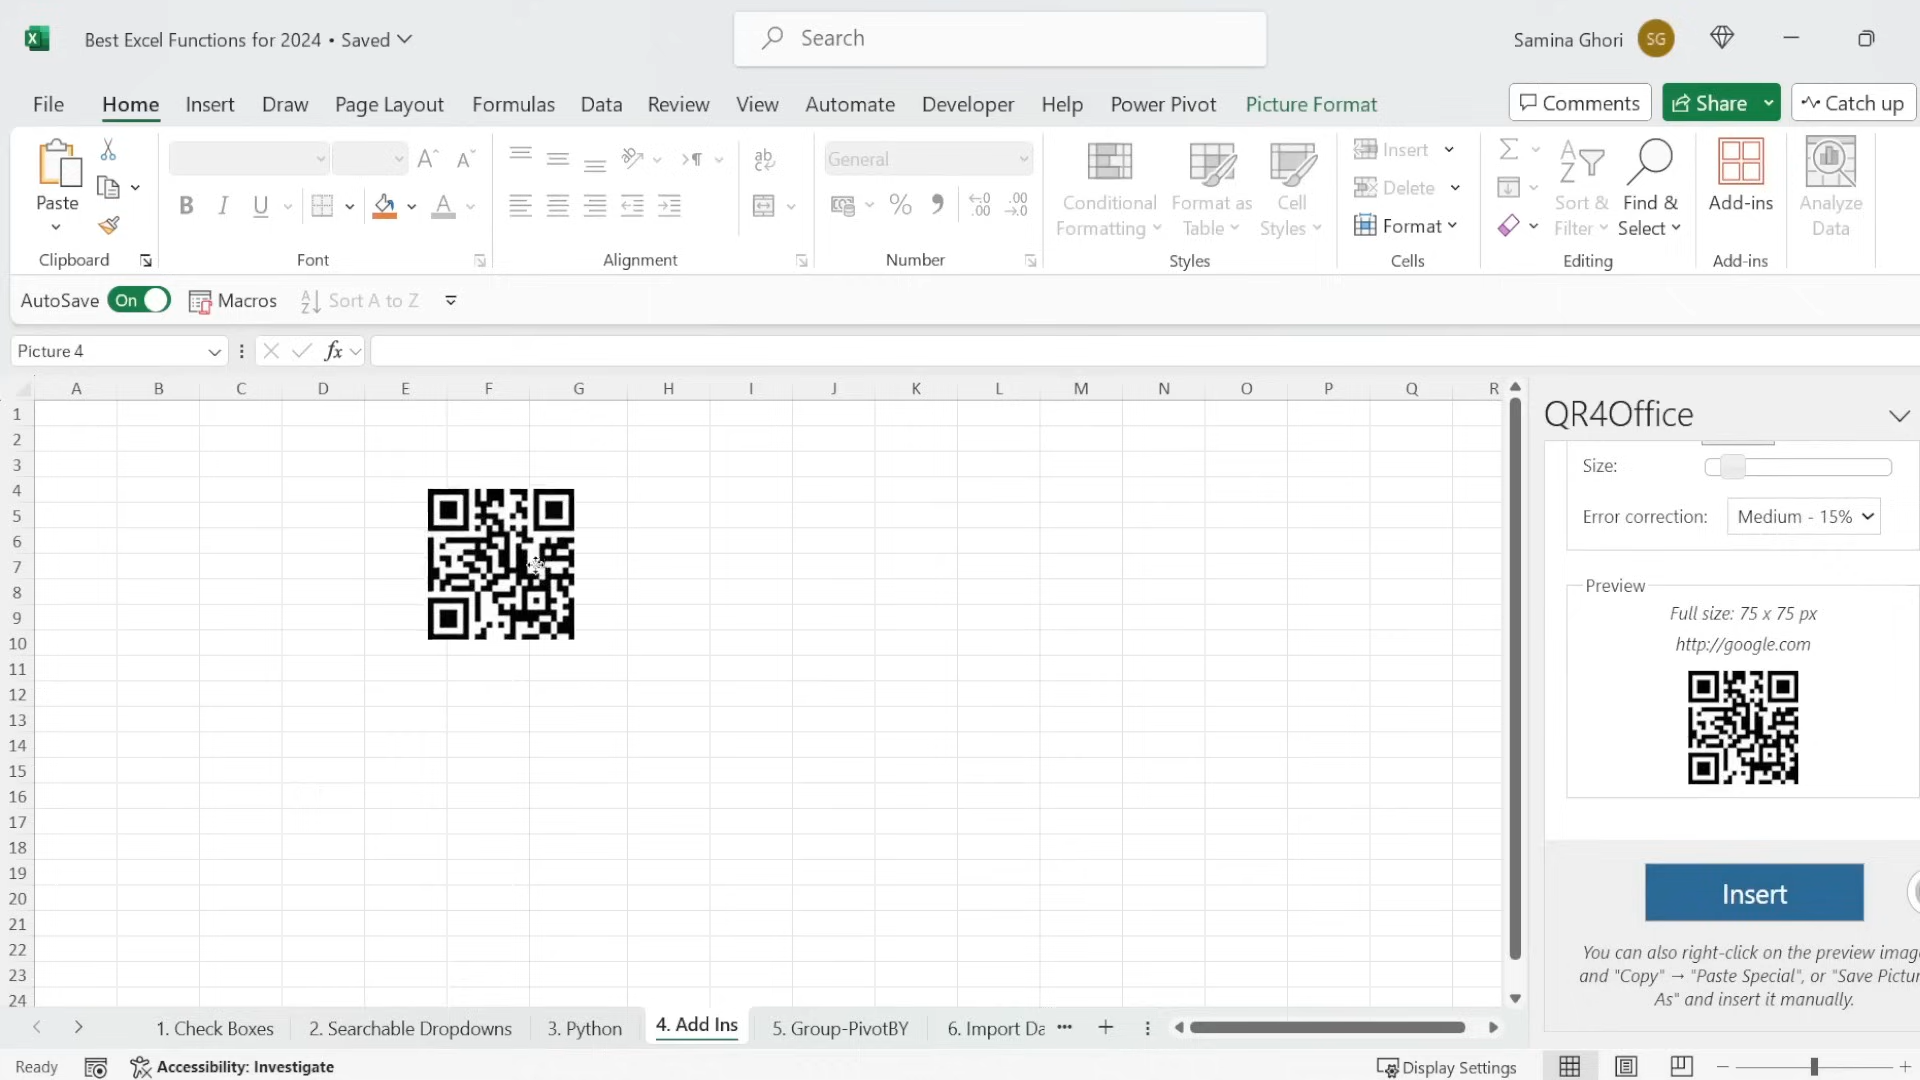 Best Excel Functions for 2024 • Saved
Search
Samina Ghori SG
File Home Insert Draw Page Layout Formulas Data Review View Automate Developer Help Power Pivot Picture Format
Comments Share Catch up
Paste
Clipboard
B I U A
Font
ab
Alignment
General
% 9 .00
Number
Conditional Formatting
Format as Table
Cell Styles
Styles
Insert
Delete
Format
Cells
Sort & Filter
Find & Select
Editing
Add-ins
Add-ins
Analyze Data
AutoSave On Macros Sort A to Z
Picture 4 fx
A B C D E F G H I J K L M N O P Q R
1
2
3
4
5
6
7
8
9
10
11
12
13
14
15
16
17
18
19
20
21
22
23
24
QR4Office
Size:
Error correction: Medium - 15%
Preview
Full size: 75 x 75 px
http://google.com
Insert
You can also right-click on the preview imag
and "Copy" → "Paste Special", or "Save Pictur
As" and insert it manually.
1. Check Boxes 2. Searchable Dropdowns 3. Python 4. Add Ins 5. Group-PivotBY 6. Import Da ...
Ready Accessibility: Investigate Display Settings